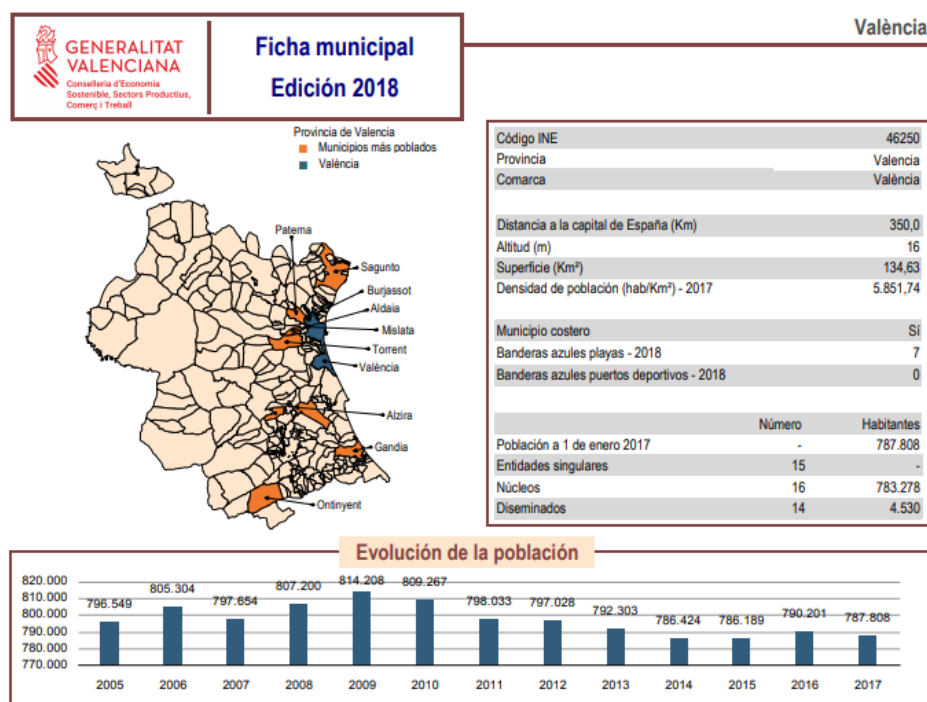 València
GENERALITAT
VALENCIANA
Conselleria d'Economia
Sostenible, Sectors Productius,
Comerç i Treball
Ficha municipal
Edición 2018
Provincia de Valencia
Municipios más poblados
València
Paterna
Sagunto
Burjassot
Aldaia
Mislata
Torrent
València
Alzira
Gandia
Ontinyent
Código INE 46250
Provincia Valencia
Comarca València
Distancia a la capital de España (Km) 350,0
Altitud (m) 16
Superficie (Km²) 134,63
Densidad de población (hab/Km²) - 2017 5.851,74
Municipio costero Sí
Banderas azules playas - 2018 7
Banderas azules puertos deportivos - 2018 0
Número Habitantes
Población a 1 de enero 2017 - 787.808
Entidades singulares 15 -
Núcleos 16 783.278
Diseminados 14 4.530
Evolución de la población
820.000
810.000
800.000
790.000
780.000
770.000
796.549 805.304 797.654 807.200 814.208 809.267 798.033 797.028 792.303 786.424 786.189 790.201 787.808
2005 2006 2007 2008 2009 2010 2011 2012 2013 2014 2015 2016 2017